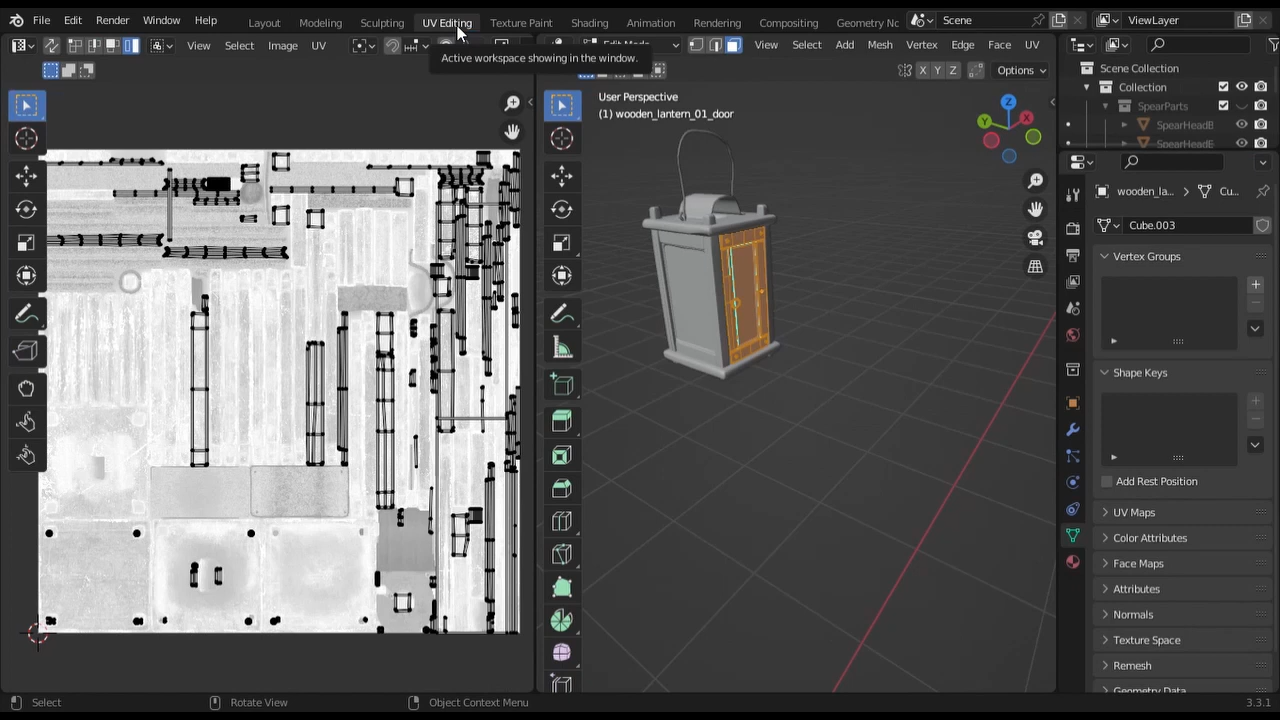 File Edit Render Window Help Layout Modeling Sculpting UV Editing Texture Paint Shading Animation Rendering Compositing Geometry Nc Scene ViewLayer
View Select Image UV Edit Mode View Select Add Mesh Vertex Edge Face UV
Active workspace showing in the window.
X Y Z Options
User Perspective
(1) wooden_lantern_01_door
Z
Y
X
Scene Collection
Collection
SpearParts
SpearHeadB
SpearHeadE
wooden_la... Cu...
Cube.003
Vertex Groups
Shape Keys
Add Rest Position
UV Maps
Color Attributes
Face Maps
Attributes
Normals
Texture Space
Remesh
Geometry Data
Select Rotate View Object Context Menu 3.3.1